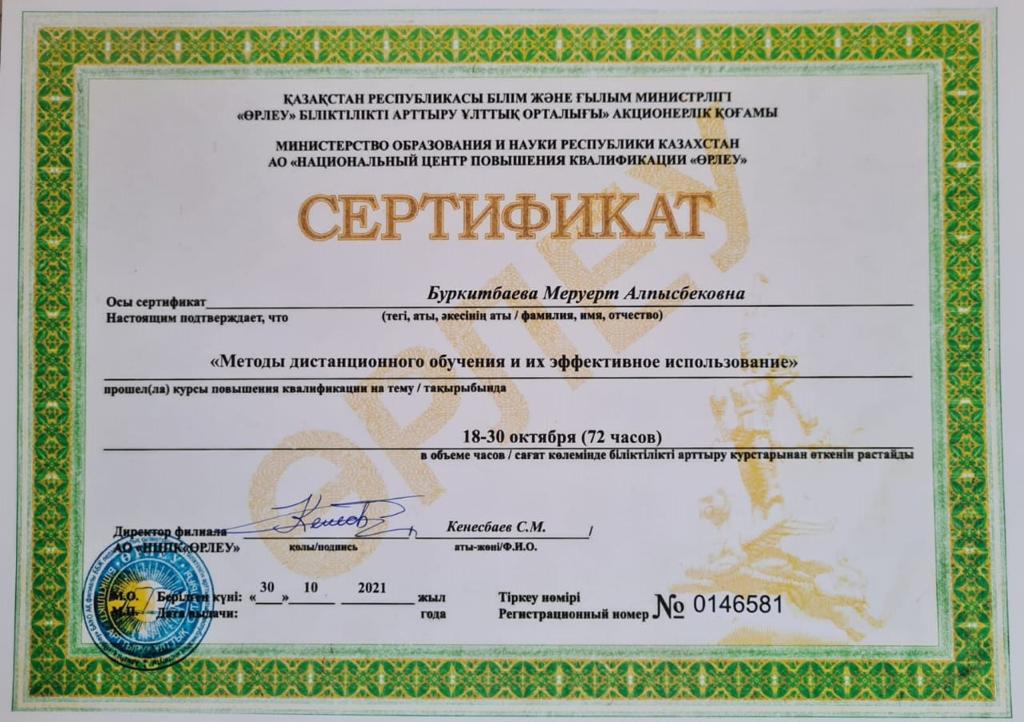 ҚАЗАҚСТАН РЕСПУБЛИКАСЫ БІЛІМ ЖӘНЕ ҒЫЛЫМ МИНИСТРЛІГІ
«ӨРЛЕУ» БІЛІКТІЛІКТІ АРТТЫРУ ҰЛТТЫҚ ОРТАЛЫҒЫ» АКЦИОНЕРЛІК ҚОҒАМЫ
МИНИСТЕРСТВО ОБРАЗОВАНИЯ И НАУКИ РЕСПУБЛИКИ КАЗАХСТАН
АО «НАЦИОНАЛЬНЫЙ ЦЕНТР ПОВЫШЕНИЯ КВАЛИФИКАЦИИ «ӨРЛЕУ»
СЕРТИФИКАТ
ӨРЛЕУ
Осы сертификат Буркитбаева Меруерт Алпысбековна
Настоящим подтверждает, что (тегі, аты, әкесінің аты / фамилия, имя, отчество)
«Методы дистанционного обучения и их эффективное использование»
прошел(ла) курсы повышения квалификации на тему / тақырыбында
18-30 октября (72 часов)
в объеме часов / сағат көлемінде біліктілікті арттыру курстарынан өткенін растайды
Директор филиала Кенесбаев С.М. /
АО «НЦПК«ӨРЛЕУ» қолы/подпись аты-жөні/Ф.И.О.
М.О. Берілген күні: «30» 10 2021 жыл Тіркеу нөмірі
М.П. Дата выдачи: года Регистрационный номер № 0146581